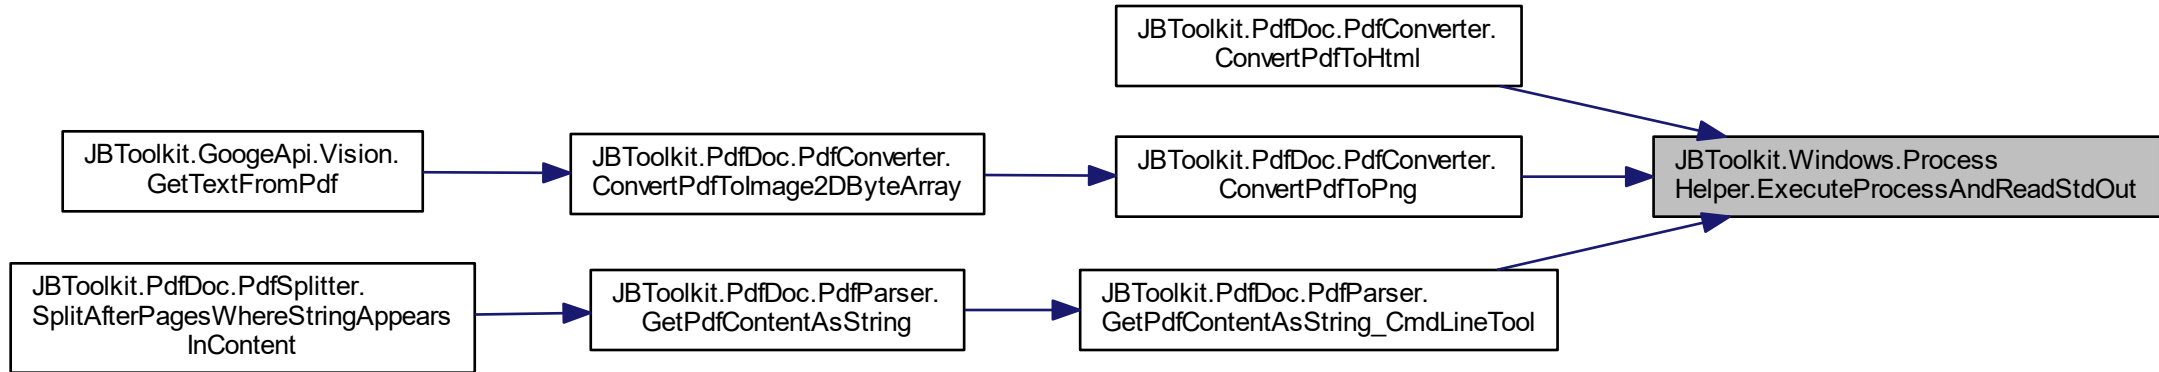 JBToolkit.PdfDoc.PdfConverter.
ConvertPdfToHtml
JBToolkit.GoogeApi.Vision.
GetTextFromPdf
JBToolkit.PdfDoc.PdfConverter.
ConvertPdfToImage2DByteArray
JBToolkit.PdfDoc.PdfConverter.
ConvertPdfToPng
JBToolkit.Windows.Process
Helper.ExecuteProcessAndReadStdOut
JBToolkit.PdfDoc.PdfSplitter.
SplitAfterPagesWhereStringAppears
InContent
JBToolkit.PdfDoc.PdfParser.
GetPdfContentAsString
JBToolkit.PdfDoc.PdfParser.
GetPdfContentAsString_CmdLineTool